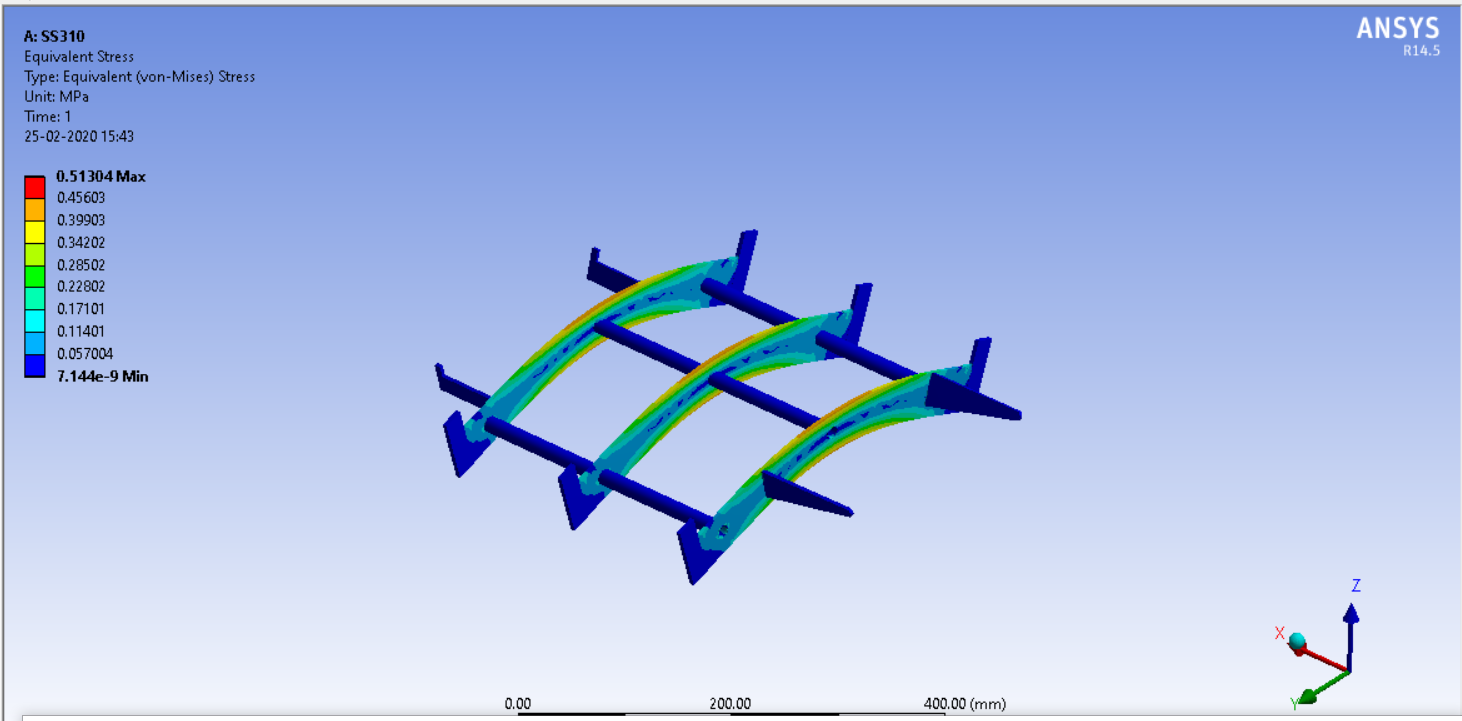 A: SS310
Equivalent Stress
Type: Equivalent (von-Mises) Stress
Unit: MPa
Time: 1
25-02-2020 15:43
ANSYS
R14.5
0.51304 Max
0.45603
0.39903
0.34202
0.28502
0.22802
0.17101
0.11401
0.057004
7.144e-9 Min
Z
X
Y
0.00 200.00 400.00 (mm)